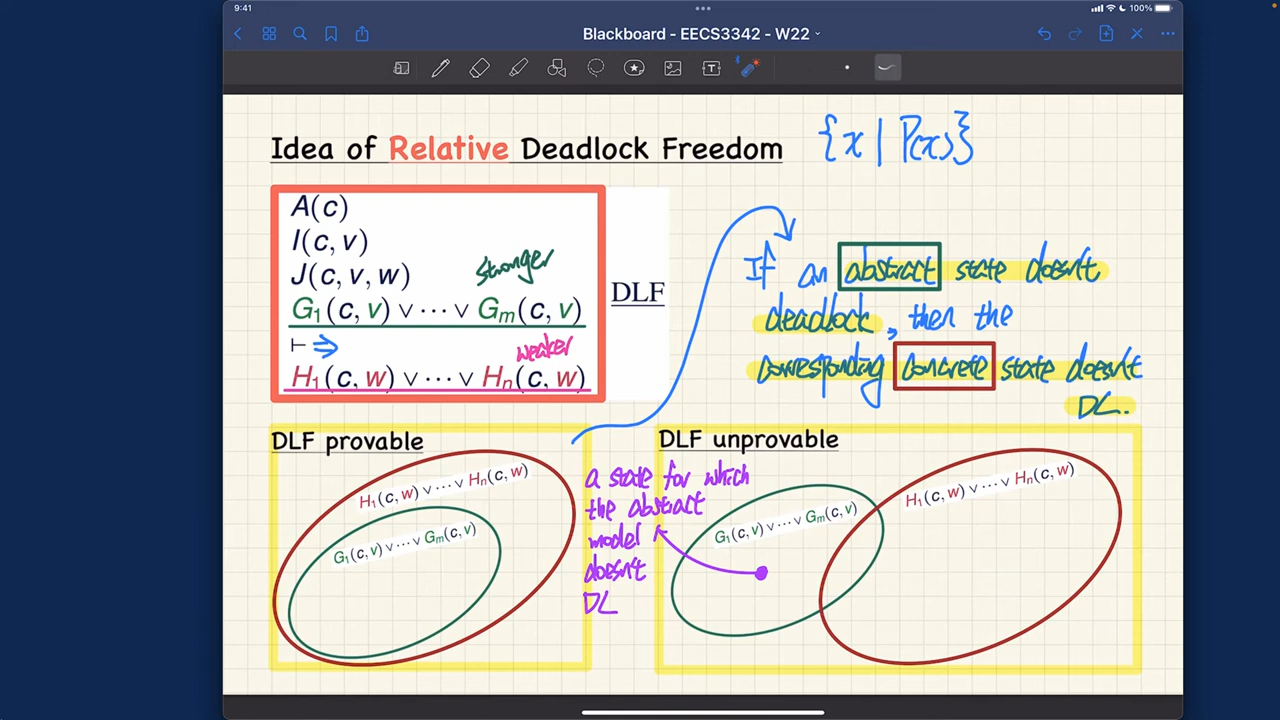 9:41
100%
Blackboard - EECS3342 - W22
Idea of Relative Deadlock Freedom
{x | P(x)}
A(c)
I(c, v)
J(c, v, w)
stronger
G₁(c, v) ∨ ⋯ ∨ Gₘ(c, v)
⊢ ⇒
weaker
H₁(c, w) ∨ ⋯ ∨ Hₙ(c, w)
DLF
If an abstract state doesn't
deadlock, then the
corresponding concrete state doesn't
DL.
DLF provable
H₁(c, w) ∨ ⋯ ∨ Hₙ(c, w)
G₁(c, v) ∨ ⋯ ∨ Gₘ(c, v)
a state for which
the abstract
model
doesn't
DL
DLF unprovable
G₁(c, v) ∨ ⋯ ∨ Gₘ(c, v)
H₁(c, w) ∨ ⋯ ∨ Hₙ(c, w)